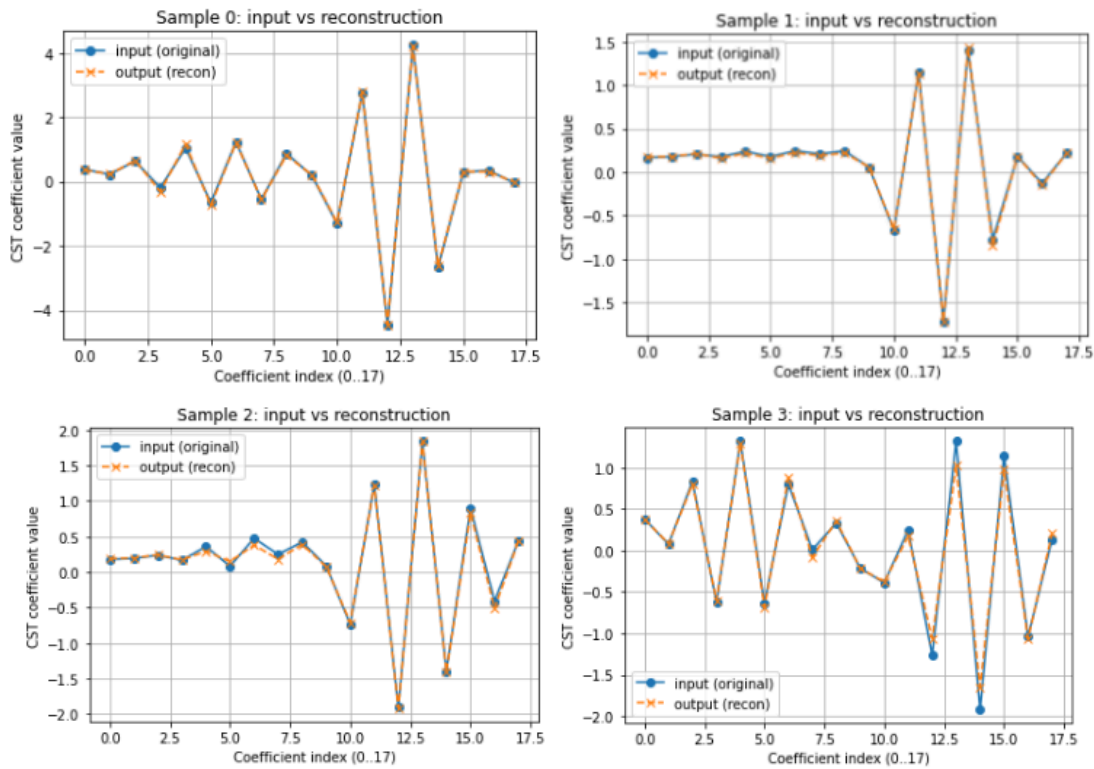 Sample 0: input vs reconstruction
input (original)
output (recon)
CST coefficient value
4
2
0
−2
−4
0.0 2.5 5.0 7.5 10.0 12.5 15.0 17.5
Coefficient index (0..17)
Sample 1: input vs reconstruction
input (original)
output (recon)
CST coefficient value
1.5
1.0
0.5
0.0
−0.5
−1.0
−1.5
0.0 2.5 5.0 7.5 10.0 12.5 15.0 17.5
Coefficient index (0..17)
Sample 2: input vs reconstruction
input (original)
output (recon)
CST coefficient value
2.0
1.5
1.0
0.5
0.0
−0.5
−1.0
−1.5
−2.0
0.0 2.5 5.0 7.5 10.0 12.5 15.0 17.5
Coefficient index (0..17)
Sample 3: input vs reconstruction
CST coefficient value
1.0
0.5
0.0
−0.5
−1.0
−1.5
−2.0
input (original)
output (recon)
0.0 2.5 5.0 7.5 10.0 12.5 15.0 17.5
Coefficient index (0..17)